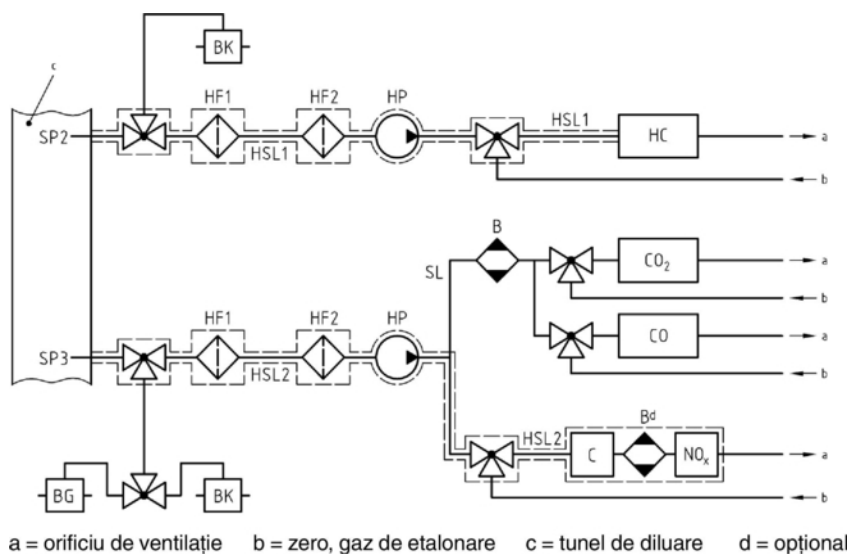 BK
c
HF1 HF2 HP
SP2 HSL1 HSL1 HC a
b
B
SL CO₂ a
b
HF1 HF2 HP
CO a
SP3 HSL2 b
HSL2 Bᵈ
C NOₓ a
BG BK b
a = orificiu de ventilație b = zero, gaz de etalonare c = tunel de diluare d = opțional